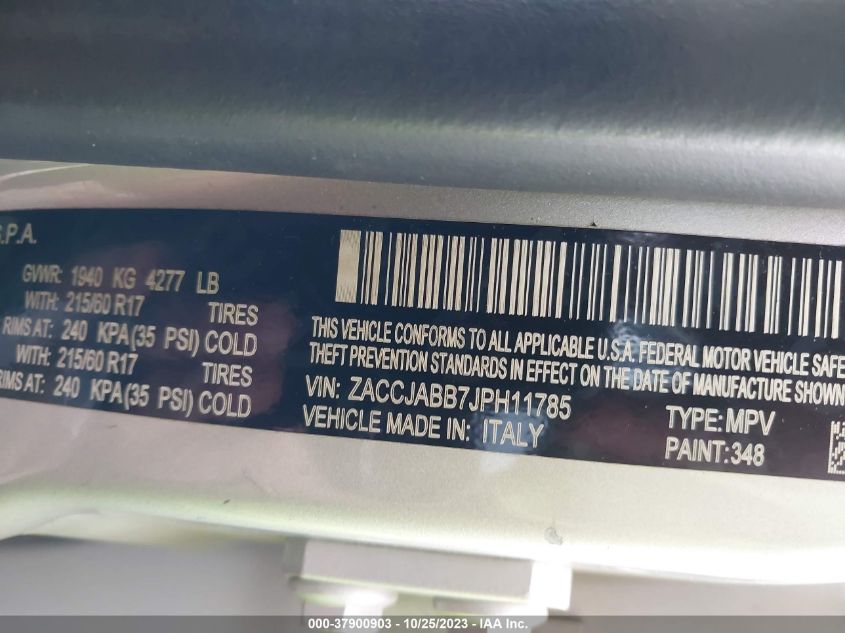 S.P.A.
GVWR: 1940 KG 4277 LB
WITH: 215/60 R17 TIRES
RIMS AT: 240 KPA(35 PSI) COLD
WITH: 215/60 R17 TIRES
RIMS AT: 240 KPA(35 PSI) COLD
THIS VEHICLE CONFORMS TO ALL APPLICABLE U.S.A. FEDERAL MOTOR VEHICLE SAFE
THEFT PREVENTION STANDARDS IN EFFECT ON THE DATE OF MANUFACTURE SHOWN
VIN: ZACCJABB7JPH11785
VEHICLE MADE IN: ITALY
TYPE: MPV
PAINT: 348
000-37900903 - 10/25/2023 - IAA Inc.